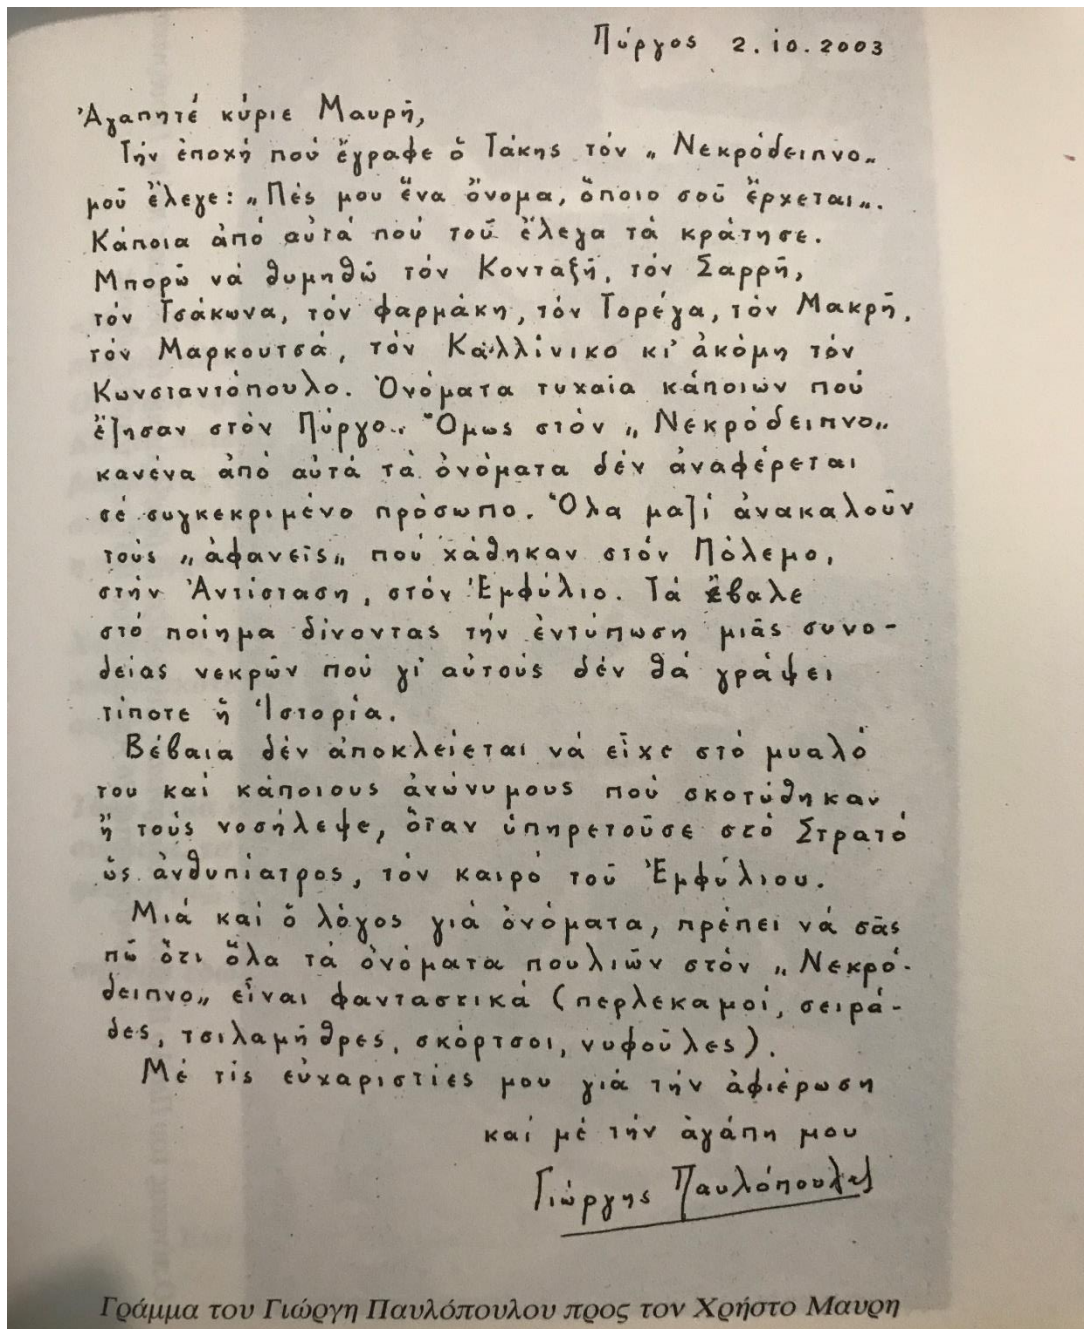 Πύργος 2.10.2003
Ἀγαπητέ κύριε Μαυρῆ,
Τήν ἐποχή πού ἔγραφε ὁ Τάκης τόν „Νεκρόδειπνο„
μοῦ ἔλεγε: „Πές μου ἕνα ὄνομα, ὅποιο σοῦ ἔρχεται„.
Κάποια ἀπό αὐτά πού τοῦ ἔλεγα τά κράτησε.
Μπορῶ νά θυμηθῶ τόν Κονταξῆ, τόν Σαρρῆ,
τόν Τσάκωνα, τόν Φαρμάκη, τόν Τορέγα, τόν Μακρῆ,
τόν Μαρκουτσά, τόν Καλλίνικο κι' ἀκόμη τόν
Κωνσταντόπουλο. Ὀνόματα τυχαία κάποιων πού
ἔζησαν στόν Πύργο. Ὅμως στόν „Νεκρόδειπνο„
κανένα ἀπό αὐτά τά ὀνόματα δέν ἀναφέρεται
σέ συγκεκριμένο πρόσωπο. Ὅλα μαζί ἀνακαλοῦν
τούς „ἀφανεῖς„ πού χάθηκαν στόν Πόλεμο,
στήν Ἀντίσταση, στόν Ἐμφύλιο. Τά ἔβαλε
στό ποίημα δίνοντας τήν ἐντύπωση μιᾶς συνο-
δείας νεκρῶν πού γι' αὐτούς δέν θά γράψει
τίποτε ἡ Ἱστορία.
Βέβαια δέν ἀποκλείεται νά εἶχε στό μυαλό
του καί κάποιους ἀνώνυμους πού σκοτώθηκαν
ἤ τούς νοσήλεψε, ὅταν ὑπηρετοῦσε στό Στρατό
ὡς ἀνθυπίατρος, τόν καιρό τοῦ Ἐμφύλιου.
Μιά καί ὁ λόγος γιά ὀνόματα, πρέπει νά σᾶς
πῶ ὅτι ὅλα τά ὀνόματα πουλιῶν στόν „Νεκρό-
δειπνο„ εἶναι φανταστικά (περλεκαμοί, σειρά-
δες, τσιλαμήθρες, σκόρτσοι, νυφοῦλες).
Μέ τίς εὐχαριστίες μου γιά τήν ἀφιέρωση
καί μέ τήν ἀγάπη μου
Γιώργης Παυλόπουλος
Γράμμα του Γιώργη Παυλόπουλου προς τον Χρήστο Μαυρη